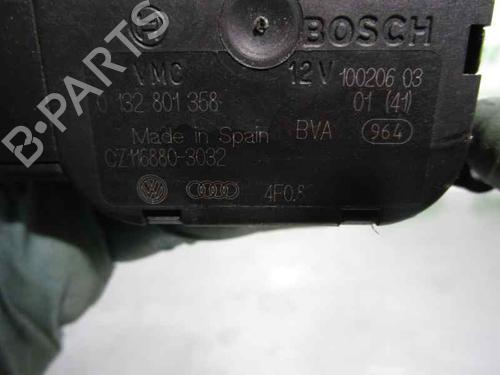 BOSCH
VMC 12V 100206 03
0 132 801 358 01 (41)
Made in Spain BVA 964
CZ116880-3032
4F0.8